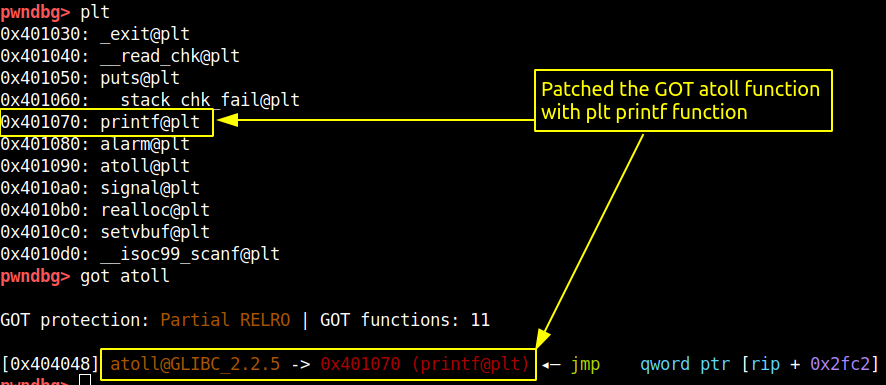 pwndbg> plt
0x401030: _exit@plt
0x401040: __read_chk@plt
0x401050: puts@plt
0x401060: __stack_chk_fail@plt
0x401070: printf@plt
0x401080: alarm@plt
0x401090: atoll@plt
0x4010a0: signal@plt
0x4010b0: realloc@plt
0x4010c0: setvbuf@plt
0x4010d0: __isoc99_scanf@plt
Patched the GOT atoll function
with plt printf function
pwndbg> got atoll
GOT protection: Partial RELRO | GOT functions: 11
[0x404048] atoll@GLIBC_2.2.5 -> 0x401070 (printf@plt) ◂— jmp    qword ptr [rip + 0x2fc2]
pwndbg>